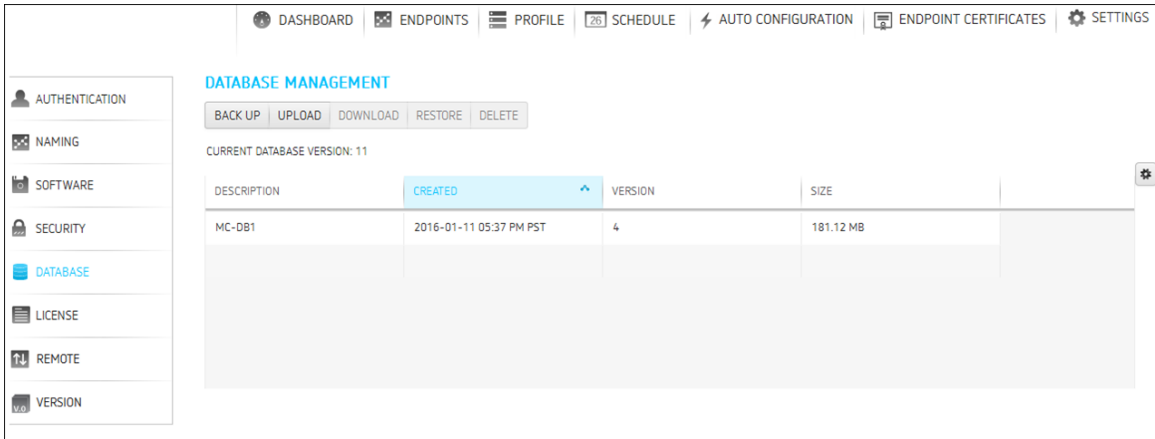 DASHBOARD ENDPOINTS PROFILE 26 SCHEDULE AUTO CONFIGURATION ENDPOINT CERTIFICATES SETTINGS
AUTHENTICATION
NAMING
SOFTWARE
SECURITY
DATABASE
LICENSE
REMOTE
V.0 VERSION
DATABASE MANAGEMENT
BACK UP UPLOAD DOWNLOAD RESTORE DELETE
CURRENT DATABASE VERSION: 11
DESCRIPTION CREATED VERSION SIZE
MC-DB1 2016-01-11 05:37 PM PST 4 181.12 MB